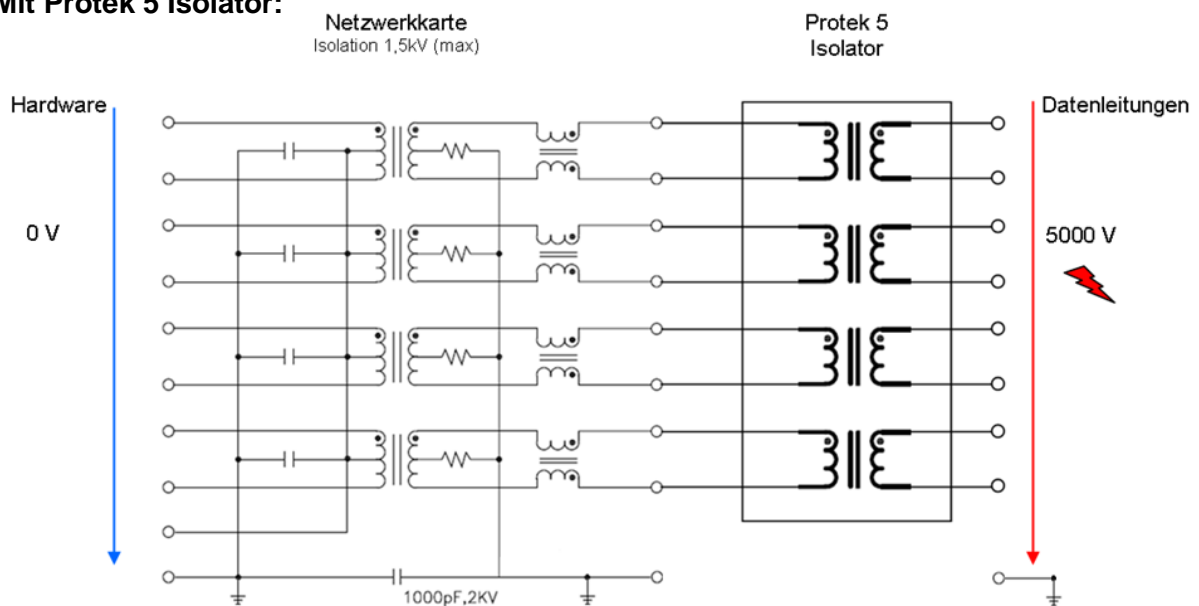 Mit Protek 5 Isolator:
Netzwerkkarte
Isolation 1,5kV (max)
Protek 5
Isolator
Hardware
Datenleitungen
0 V
5000 V
1000pF,2KV